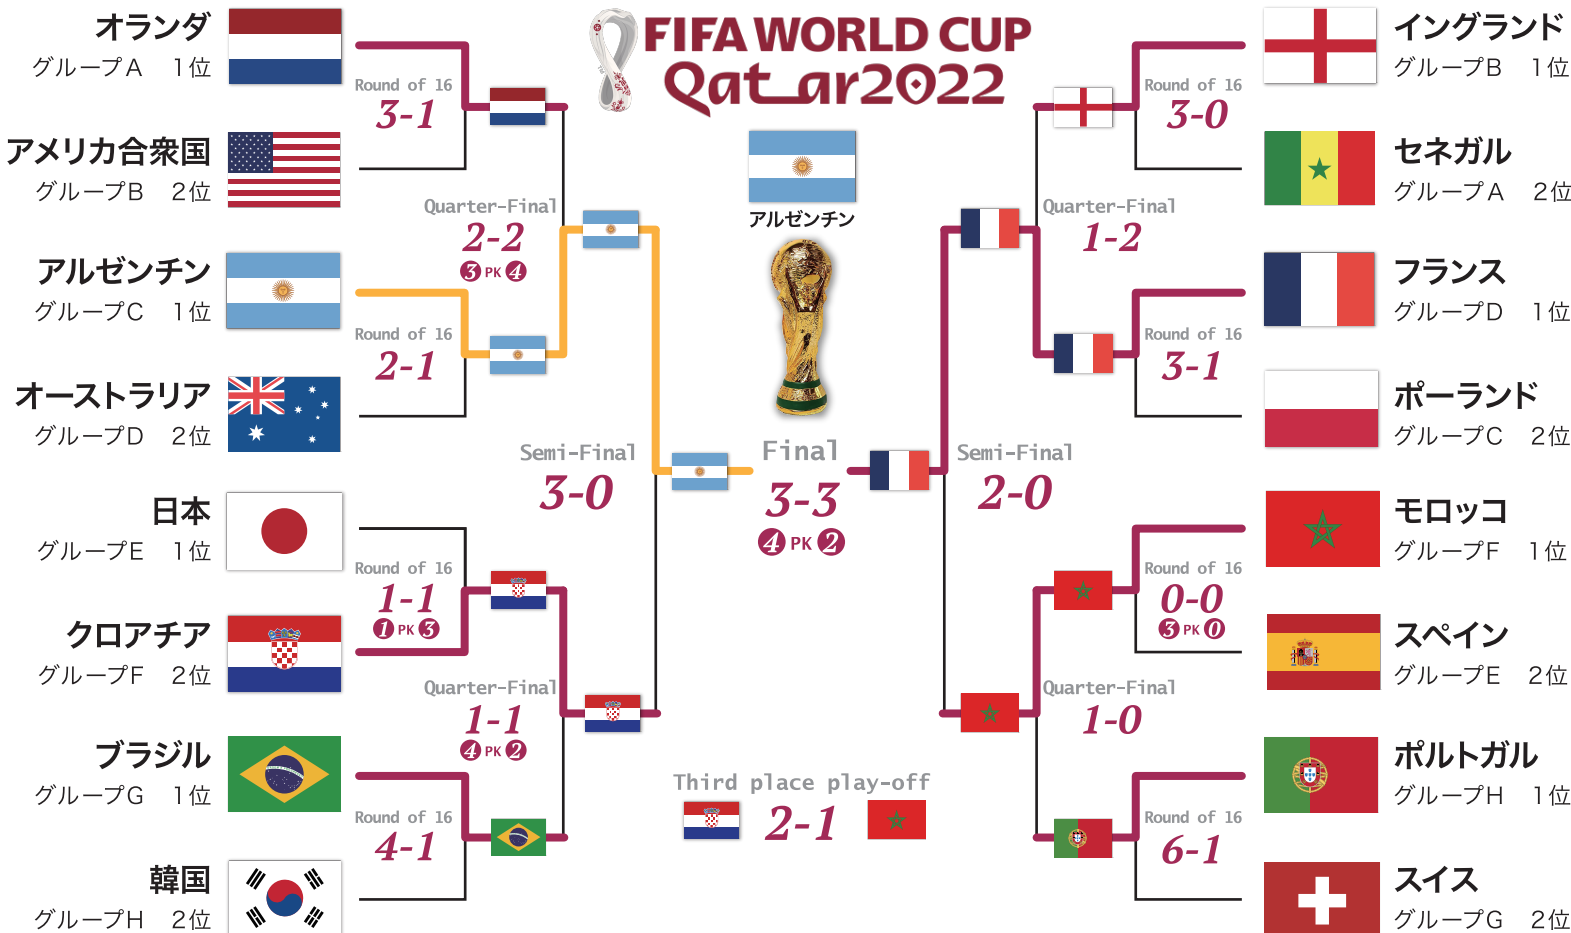 FIFA WORLD CUP
Qatar2022
オランダ
グループA 1位
アメリカ合衆国
グループB 2位
アルゼンチン
グループC 1位
オーストラリア
グループD 2位
日本
グループE 1位
クロアチア
グループF 2位
ブラジル
グループG 1位
韓国
グループH 2位
Round of 16
3-1
Quarter-Final
2-2
3 PK 4
Round of 16
2-1
Semi-Final
3-0
Round of 16
1-1
1 PK 3
Quarter-Final
1-1
4 PK 2
Round of 16
4-1
アルゼンチン
Final
3-3
4 PK 2
Third place play-off
2-1
Round of 16
3-0
Quarter-Final
1-2
Round of 16
3-1
Semi-Final
2-0
Round of 16
0-0
3 PK 0
Quarter-Final
1-0
Round of 16
6-1
イングランド
グループB 1位
セネガル
グループA 2位
フランス
グループD 1位
ポーランド
グループC 2位
モロッコ
グループF 1位
スペイン
グループE 2位
ポルトガル
グループH 1位
スイス
グループG 2位